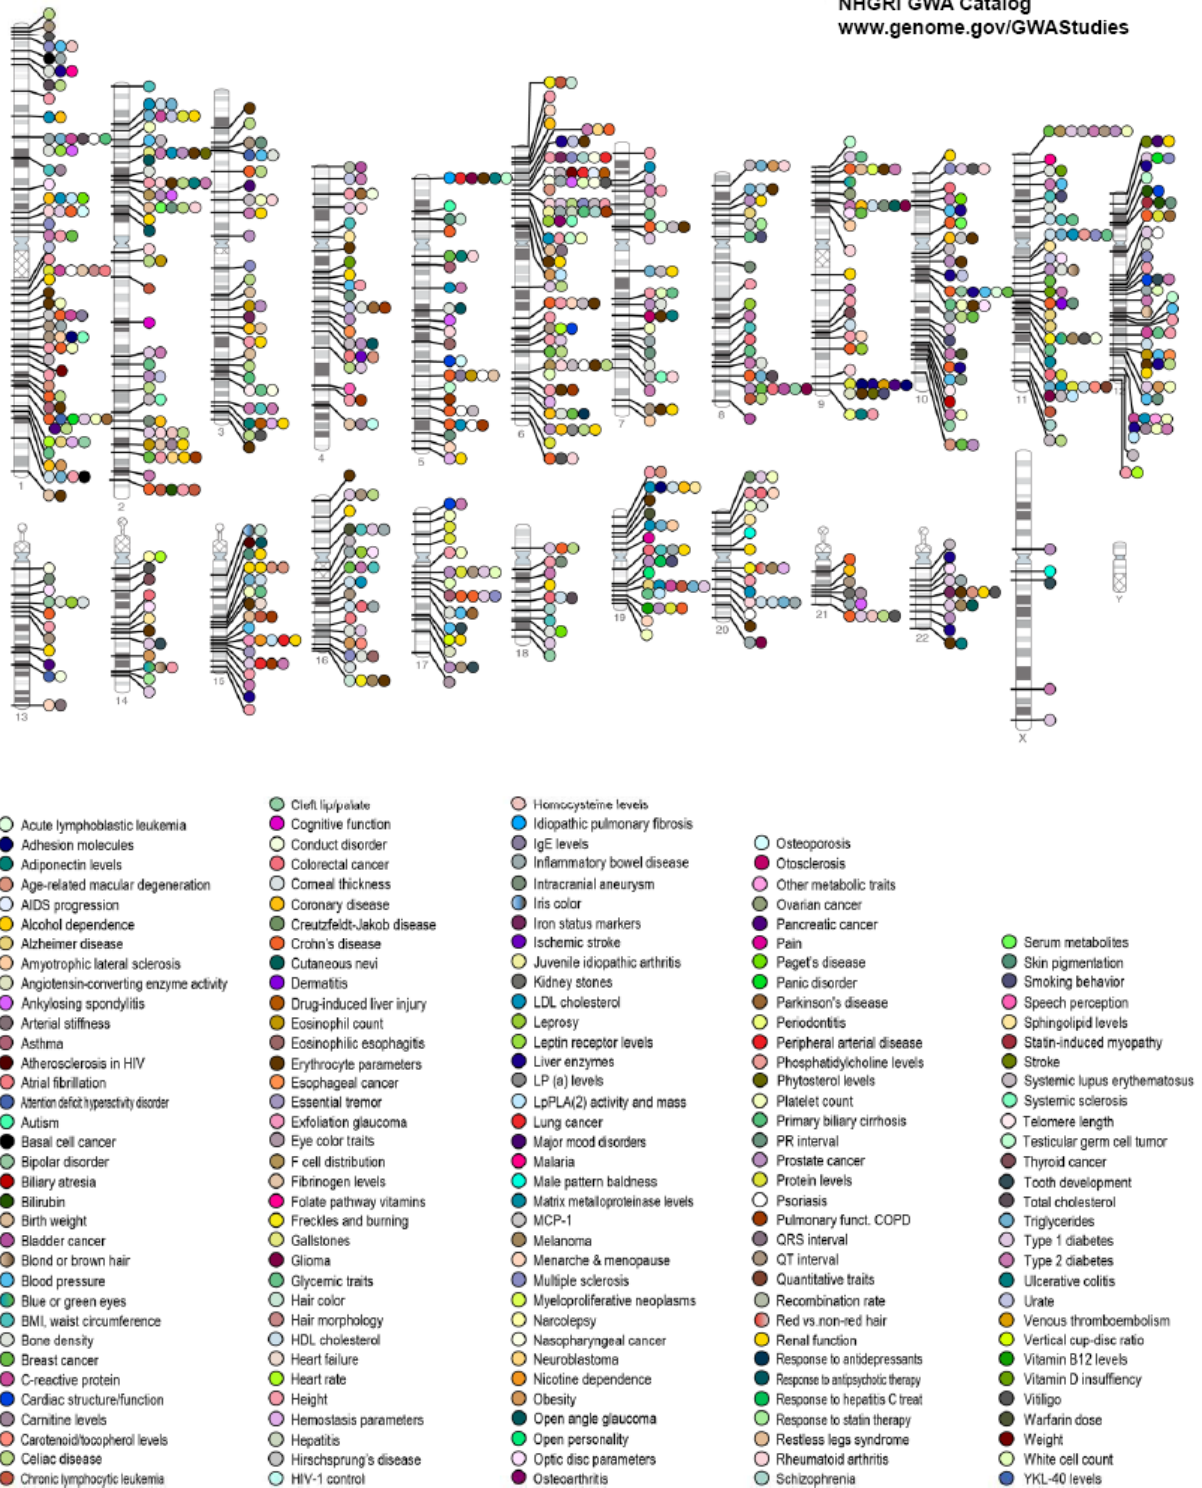 NHGRI GWA Catalog
www.genome.gov/GWAStudies
1
2
3
4
5
6
7
8
9
10
11
12
13
14
15
16
17
18
19
20
21
22
X
Y
Acute lymphoblastic leukemia
Adhesion molecules
Adiponectin levels
Age-related macular degeneration
AIDS progression
Alcohol dependence
Alzheimer disease
Amyotrophic lateral sclerosis
Angiotensin-converting enzyme activity
Ankylosing spondylitis
Arterial stiffness
Asthma
Atherosclerosis in HIV
Atrial fibrillation
Attention deficit hyperactivity disorder
Autism
Basal cell cancer
Bipolar disorder
Biliary atresia
Bilirubin
Birth weight
Bladder cancer
Blond or brown hair
Blood pressure
Blue or green eyes
BMI, waist circumference
Bone density
Breast cancer
C-reactive protein
Cardiac structure/function
Carnitine levels
Carotenoid/tocopherol levels
Celiac disease
Chronic lymphocytic leukemia
Cleft lip/palate
Cognitive function
Conduct disorder
Colorectal cancer
Corneal thickness
Coronary disease
Creutzfeldt-Jakob disease
Crohn's disease
Cutaneous nevi
Dermatitis
Drug-induced liver injury
Eosinophil count
Eosinophilic esophagitis
Erythrocyte parameters
Esophageal cancer
Essential tremor
Exfoliation glaucoma
Eye color traits
F cell distribution
Fibrinogen levels
Folate pathway vitamins
Freckles and burning
Gallstones
Glioma
Glycemic traits
Hair color
Hair morphology
HDL cholesterol
Heart failure
Heart rate
Height
Hemostasis parameters
Hepatitis
Hirschsprung's disease
HIV-1 control
Homocysteine levels
Idiopathic pulmonary fibrosis
IgE levels
Inflammatory bowel disease
Intracranial aneurysm
Iris color
Iron status markers
Ischemic stroke
Juvenile idiopathic arthritis
Kidney stones
LDL cholesterol
Leprosy
Leptin receptor levels
Liver enzymes
LP (a) levels
LpPLA(2) activity and mass
Lung cancer
Major mood disorders
Malaria
Male pattern baldness
Matrix metalloproteinase levels
MCP-1
Melanoma
Menarche & menopause
Multiple sclerosis
Myeloproliferative neoplasms
Narcolepsy
Nasopharyngeal cancer
Neuroblastoma
Nicotine dependence
Obesity
Open angle glaucoma
Open personality
Optic disc parameters
Osteoarthritis
Osteoporosis
Otosclerosis
Other metabolic traits
Ovarian cancer
Pancreatic cancer
Pain
Paget's disease
Panic disorder
Parkinson's disease
Periodontitis
Peripheral arterial disease
Phosphatidylcholine levels
Phytosterol levels
Platelet count
Primary biliary cirrhosis
PR interval
Prostate cancer
Protein levels
Psoriasis
Pulmonary funct. COPD
QRS interval
QT interval
Quantitative traits
Recombination rate
Red vs.non-red hair
Renal function
Response to antidepressants
Response to antipsychotic therapy
Response to hepatitis C treat
Response to statin therapy
Restless legs syndrome
Rheumatoid arthritis
Schizophrenia
Serum metabolites
Skin pigmentation
Smoking behavior
Speech perception
Sphingolipid levels
Statin-induced myopathy
Stroke
Systemic lupus erythematosus
Systemic sclerosis
Telomere length
Testicular germ cell tumor
Thyroid cancer
Tooth development
Total cholesterol
Triglycerides
Type 1 diabetes
Type 2 diabetes
Ulcerative colitis
Urate
Venous thromboembolism
Vertical cup-disc ratio
Vitamin B12 levels
Vitamin D insuffiency
Vitiligo
Warfarin dose
Weight
White cell count
YKL-40 levels